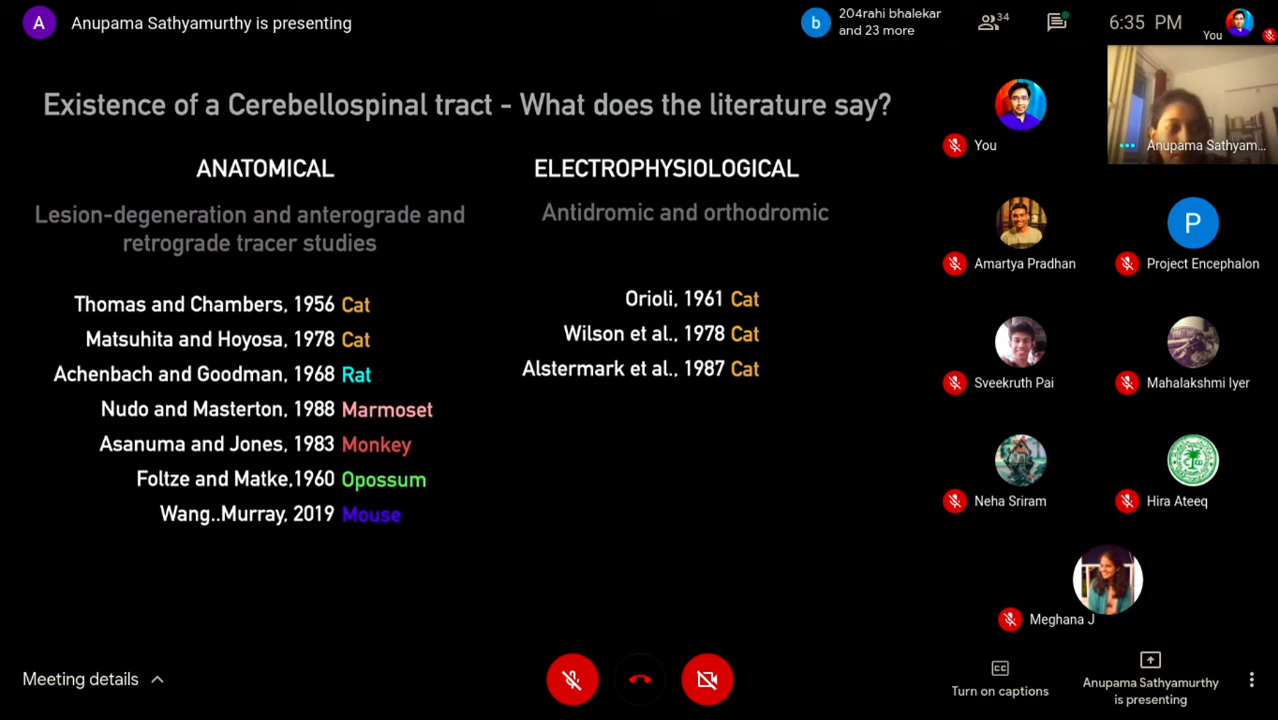 A
Anupama Sathyamurthy is presenting
b
204rahi bhalekar
and 23 more
34
6:35 PM
You
Existence of a Cerebellospinal tract - What does the literature say?
ANATOMICAL
Lesion-degeneration and anterograde and
retrograde tracer studies
Thomas and Chambers, 1956 Cat
Matsuhita and Hoyosa, 1978 Cat
Achenbach and Goodman, 1968 Rat
Nudo and Masterton, 1988 Marmoset
Asanuma and Jones, 1983 Monkey
Foltze and Matke,1960 Opossum
Wang..Murray, 2019 Mouse
ELECTROPHYSIOLOGICAL
Antidromic and orthodromic
Orioli, 1961 Cat
Wilson et al., 1978 Cat
Alstermark et al., 1987 Cat
You
Anupama Sathyam...
Amartya Pradhan
P
Project Encephalon
Sveekruth Pai
Mahalakshmi Iyer
Neha Sriram
Hira Ateeq
Meghana J
Meeting details
CC
Turn on captions
Anupama Sathyamurthy
is presenting